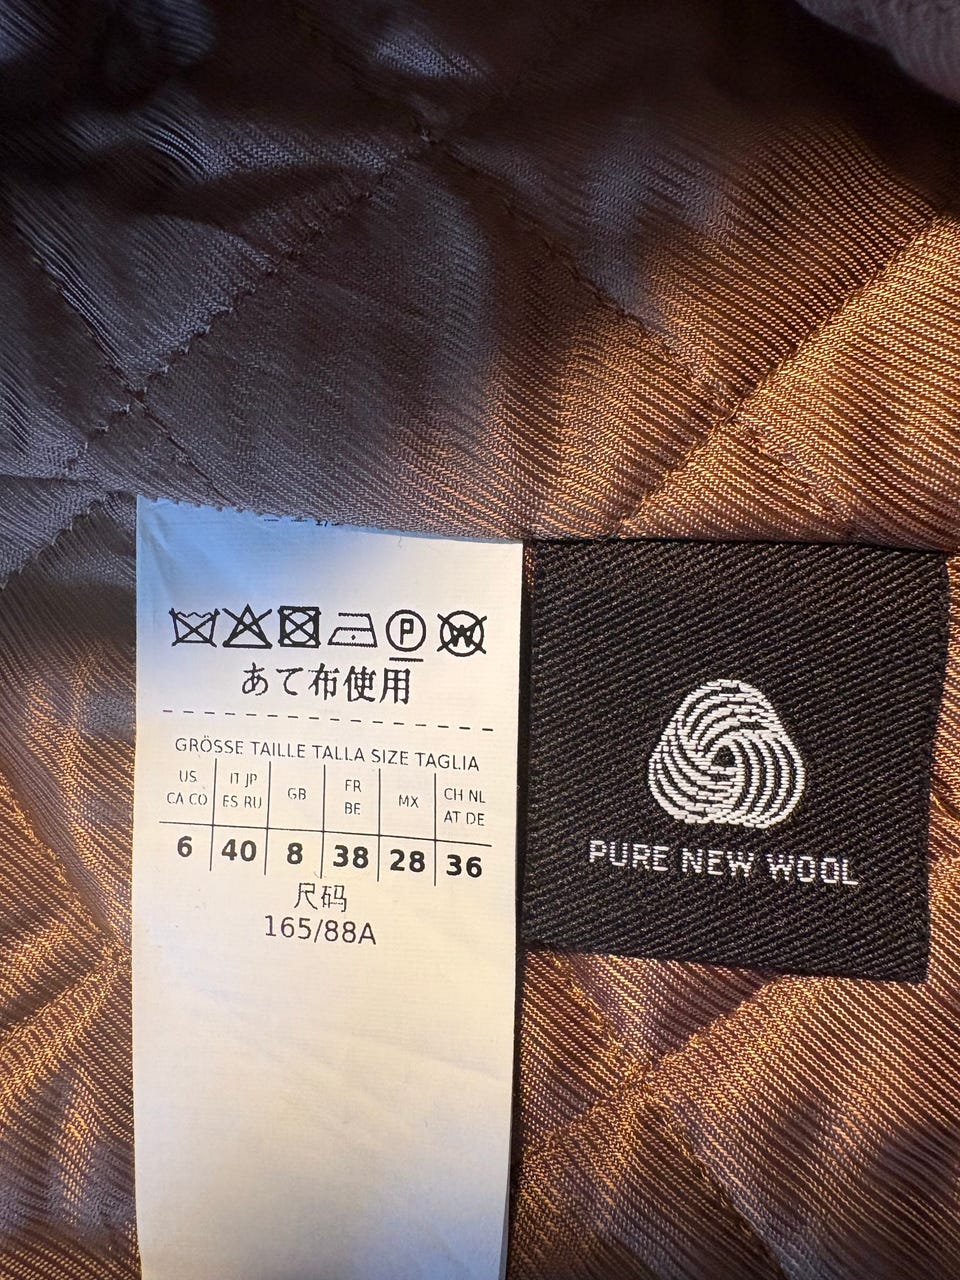 P W
あて布使用
GRÖSSE TAILLE TALLA SIZE TAGLIA
US IT JP GB FR MX CH NL
CA CO ES RU BE AT DE
6 40 8 38 28 36
尺码
165/88A
PURE NEW WOOL